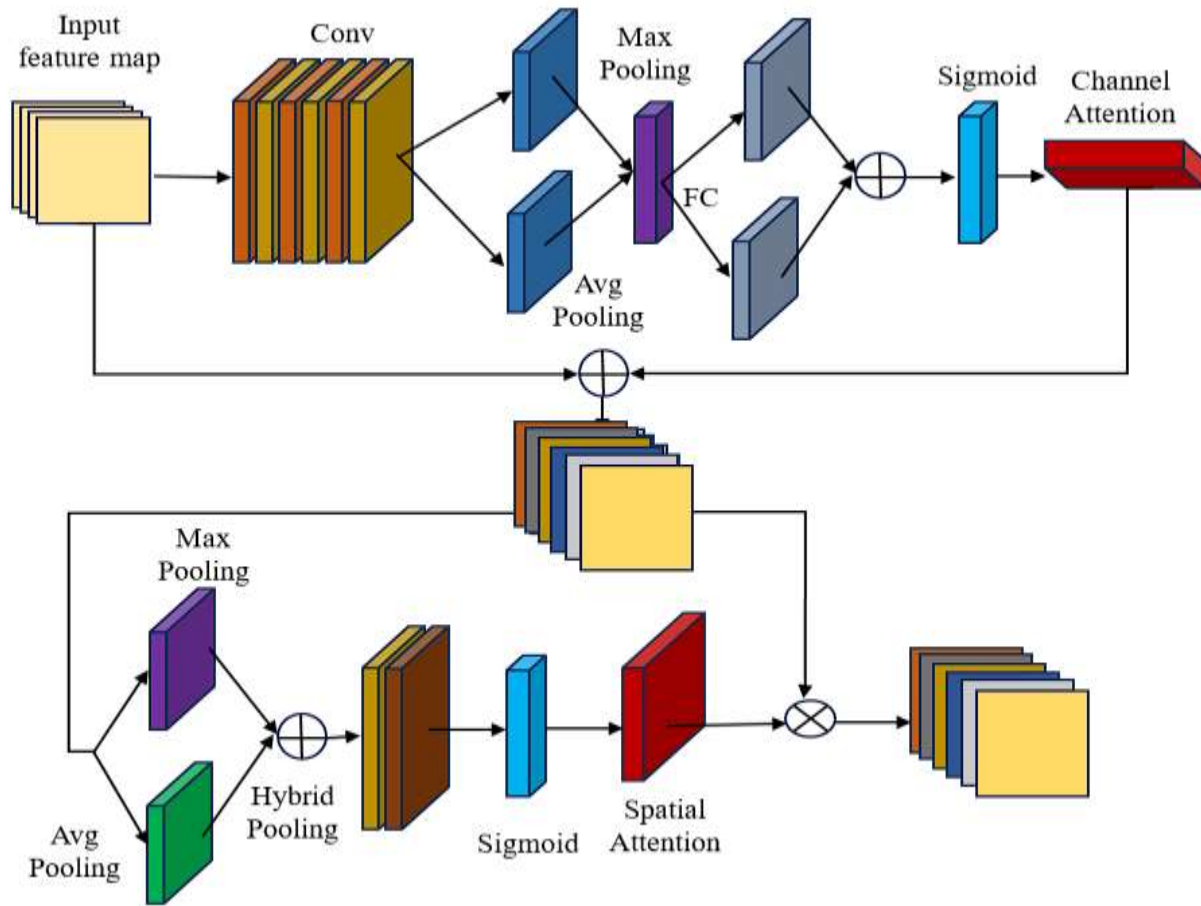 Input
feature map
Conv
Max
Pooling
Sigmoid
Channel
Attention
FC
Avg
Pooling
Max
Pooling
Avg
Pooling
Hybrid
Pooling
Sigmoid
Spatial
Attention